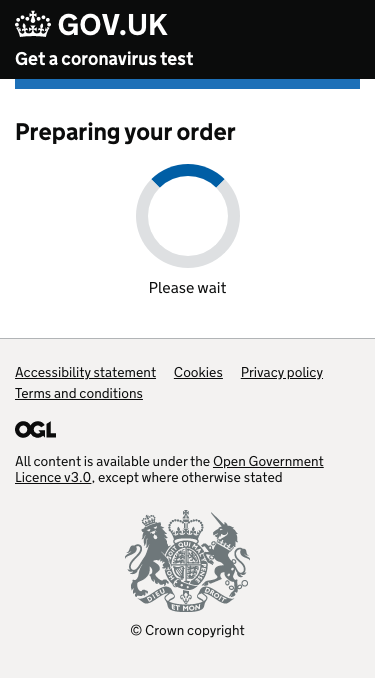 GOV.UK
Get a coronavirus test
Preparing your order
Please wait
Accessibility statement Cookies Privacy policy
Terms and conditions
OGL
All content is available under the Open Government
Licence v3.0, except where otherwise stated
DIEU ET MON DROIT
© Crown copyright